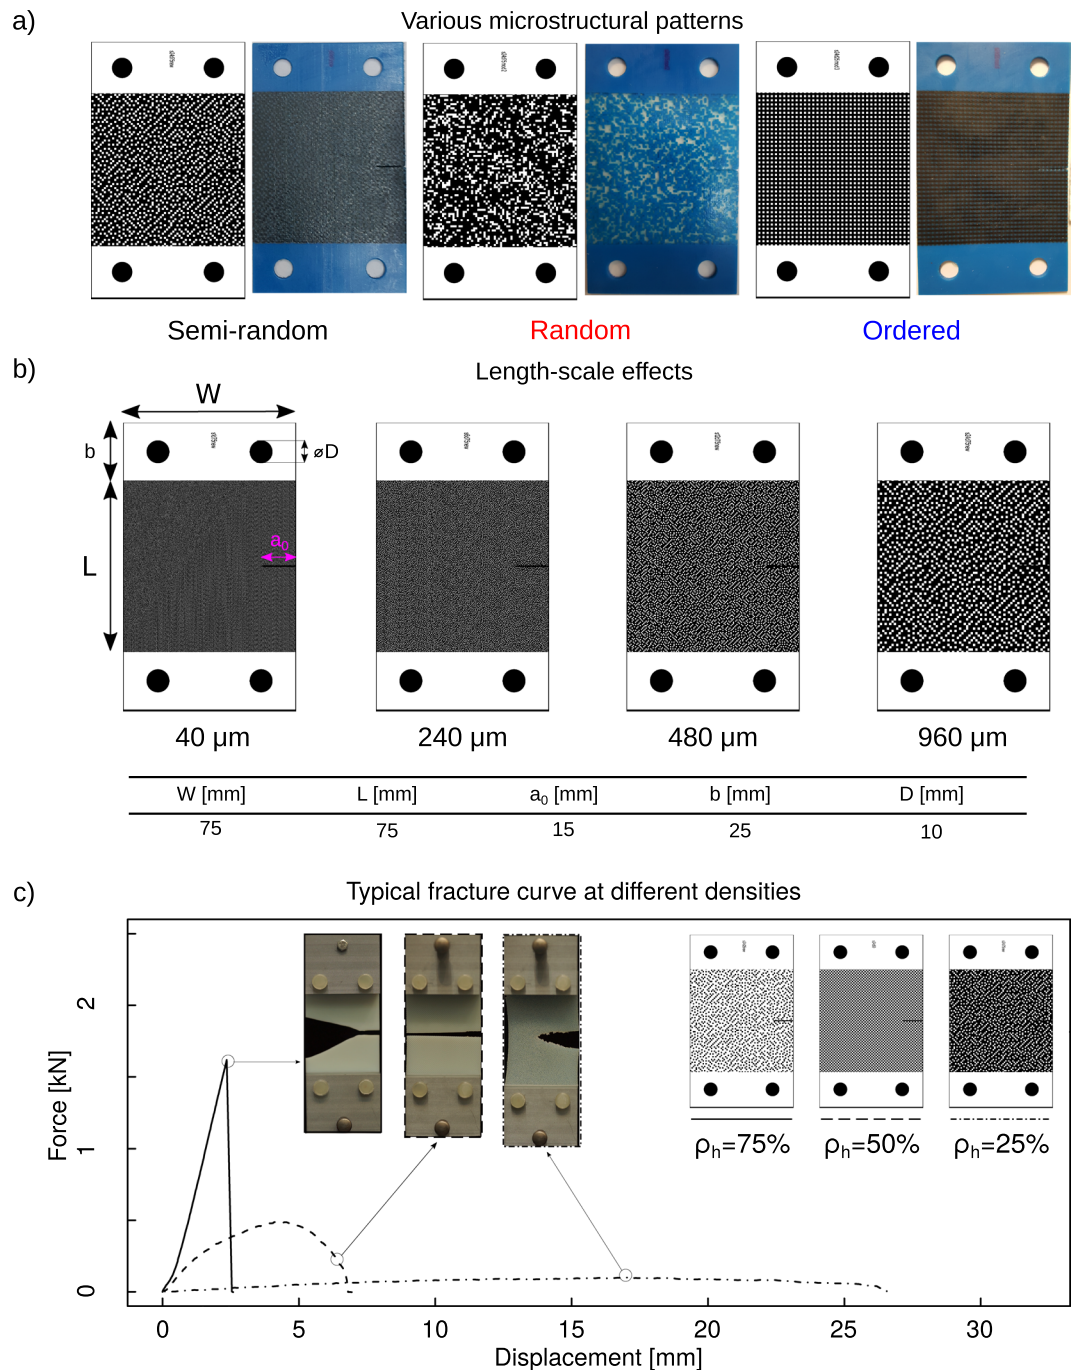 a)
Various microstructural patterns
Semi-random
Random
Ordered
b)
Length-scale effects
W
b
øD
L
a₀
40 µm
240 µm
480 µm
960 µm
W [mm] L [mm] a₀ [mm] b [mm] D [mm]
75 75 15 25 10
c)
Typical fracture curve at different densities
Force [kN]
2
1
0
ρₕ=75%
ρₕ=50%
ρₕ=25%
0 5 10 15 20 25 30
Displacement [mm]